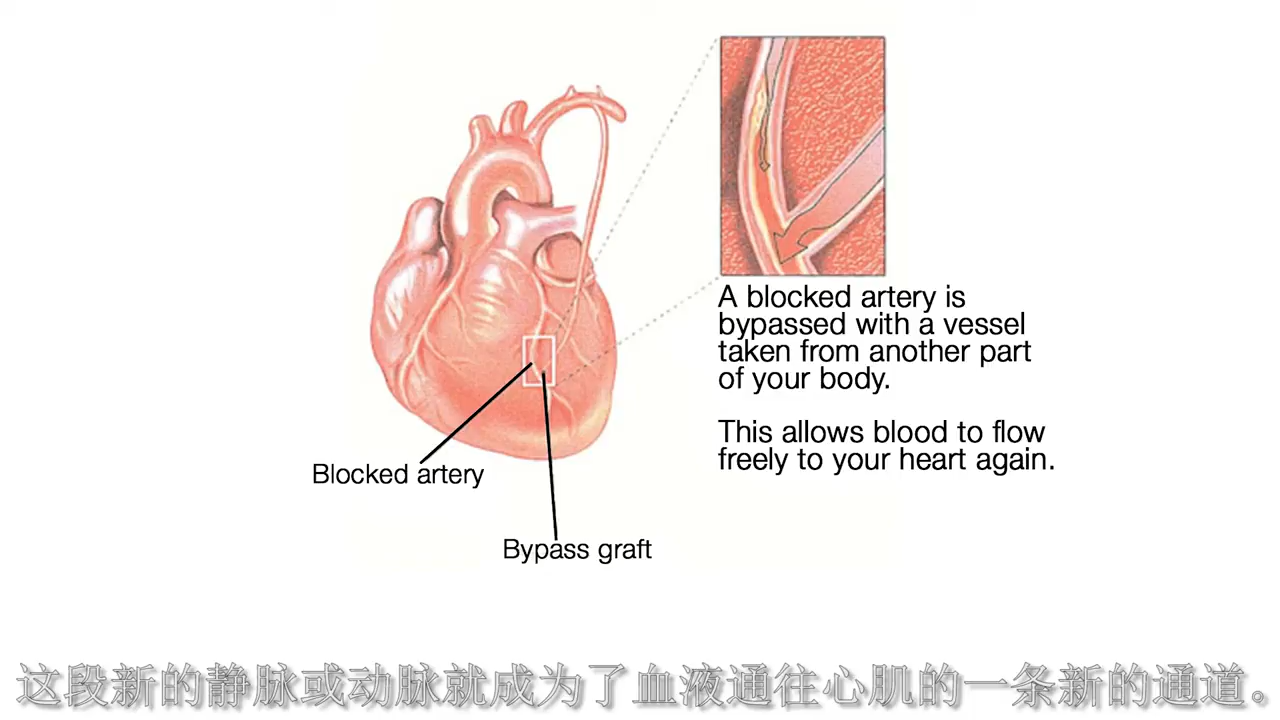 A blocked artery is
bypassed with a vessel
taken from another part
of your body.
This allows blood to flow
freely to your heart again.
Blocked artery
Bypass graft
这段新的静脉或动脉就成为了血液通往心肌的一条新的通道。